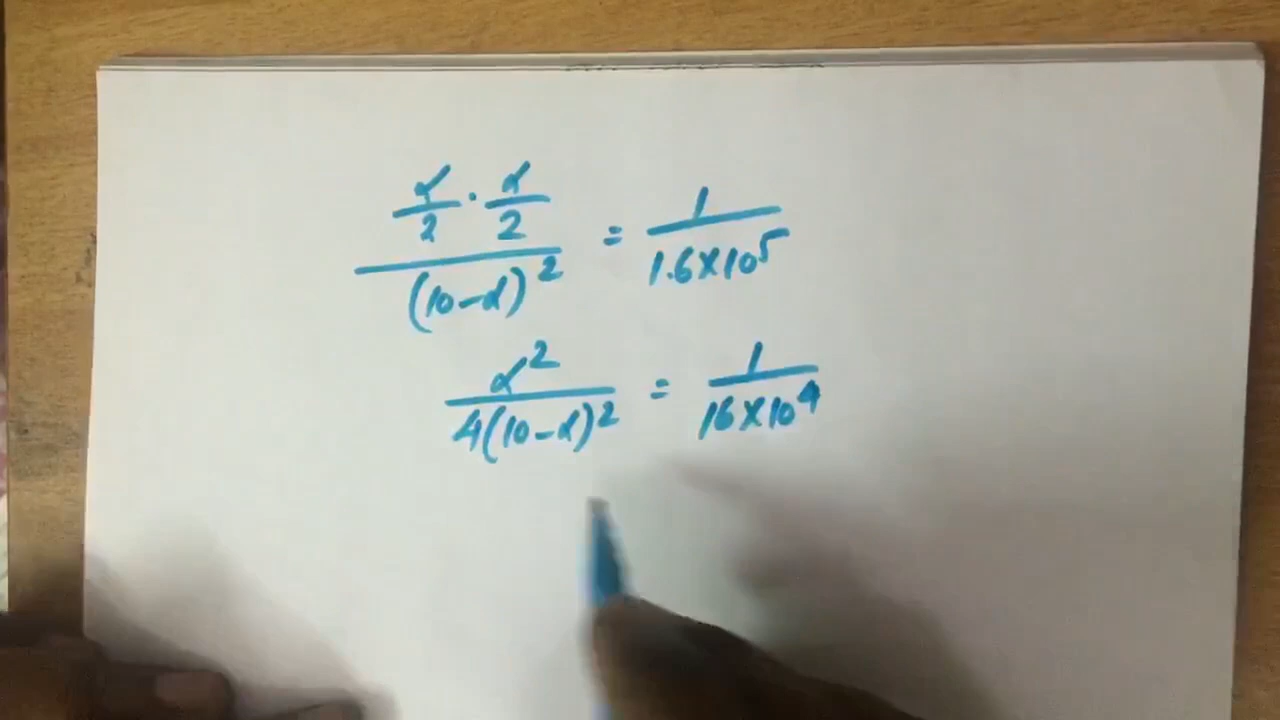 α/2 · α/2 / (10-α)² = 1 / 1.6×10⁵
α² / 4(10-α)² = 1 / 16×10⁴